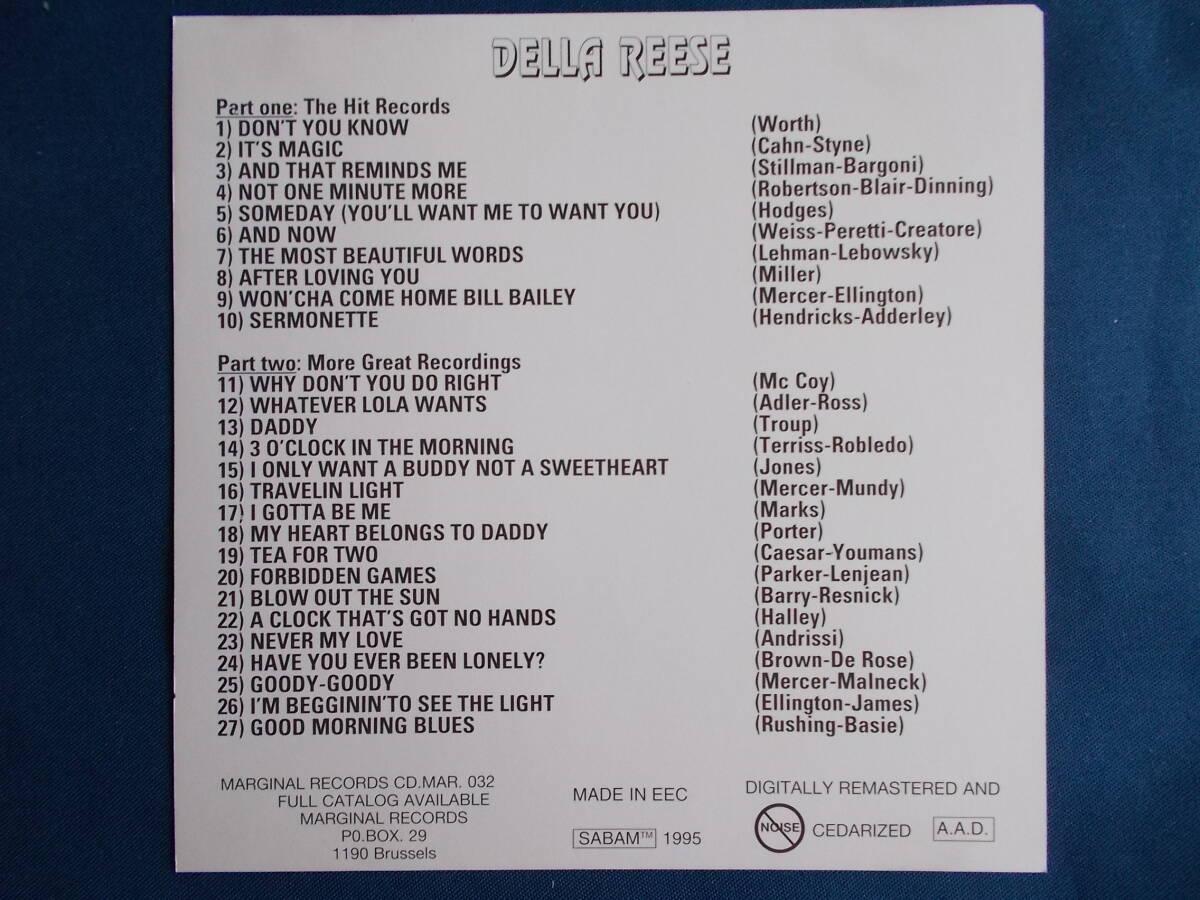 DELLA REESE
Part one: The Hit Records
1) DON'T YOU KNOW (Worth)
2) IT'S MAGIC (Cahn-Styne)
3) AND THAT REMINDS ME (Stillman-Bargoni)
4) NOT ONE MINUTE MORE (Robertson-Blair-Dinning)
5) SOMEDAY (YOU'LL WANT ME TO WANT YOU) (Hodges)
6) AND NOW (Weiss-Peretti-Creatore)
7) THE MOST BEAUTIFUL WORDS (Lehman-Lebowsky)
8) AFTER LOVING YOU (Miller)
9) WON'CHA COME HOME BILL BAILEY (Mercer-Ellington)
10) SERMONETTE (Hendricks-Adderley)
Part two: More Great Recordings
11) WHY DON'T YOU DO RIGHT (Mc Coy)
12) WHATEVER LOLA WANTS (Adler-Ross)
13) DADDY (Troup)
14) 3 O'CLOCK IN THE MORNING (Terriss-Robledo)
15) I ONLY WANT A BUDDY NOT A SWEETHEART (Jones)
16) TRAVELIN LIGHT (Mercer-Mundy)
17) I GOTTA BE ME (Marks)
18) MY HEART BELONGS TO DADDY (Porter)
19) TEA FOR TWO (Caesar-Youmans)
20) FORBIDDEN GAMES (Parker-Lenjean)
21) BLOW OUT THE SUN (Barry-Resnick)
22) A CLOCK THAT'S GOT NO HANDS (Halley)
23) NEVER MY LOVE (Andrissi)
24) HAVE YOU EVER BEEN LONELY? (Brown-De Rose)
25) GOODY-GOODY (Mercer-Malneck)
26) I'M BEGGININ'TO SEE THE LIGHT (Ellington-James)
27) GOOD MORNING BLUES (Rushing-Basie)
MARGINAL RECORDS CD.MAR. 032
FULL CATALOG AVAILABLE
MARGINAL RECORDS
P0.BOX. 29
1190 Brussels
MADE IN EEC
SABAM™ 1995
DIGITALLY REMASTERED AND
NOISE CEDARIZED A.A.D.